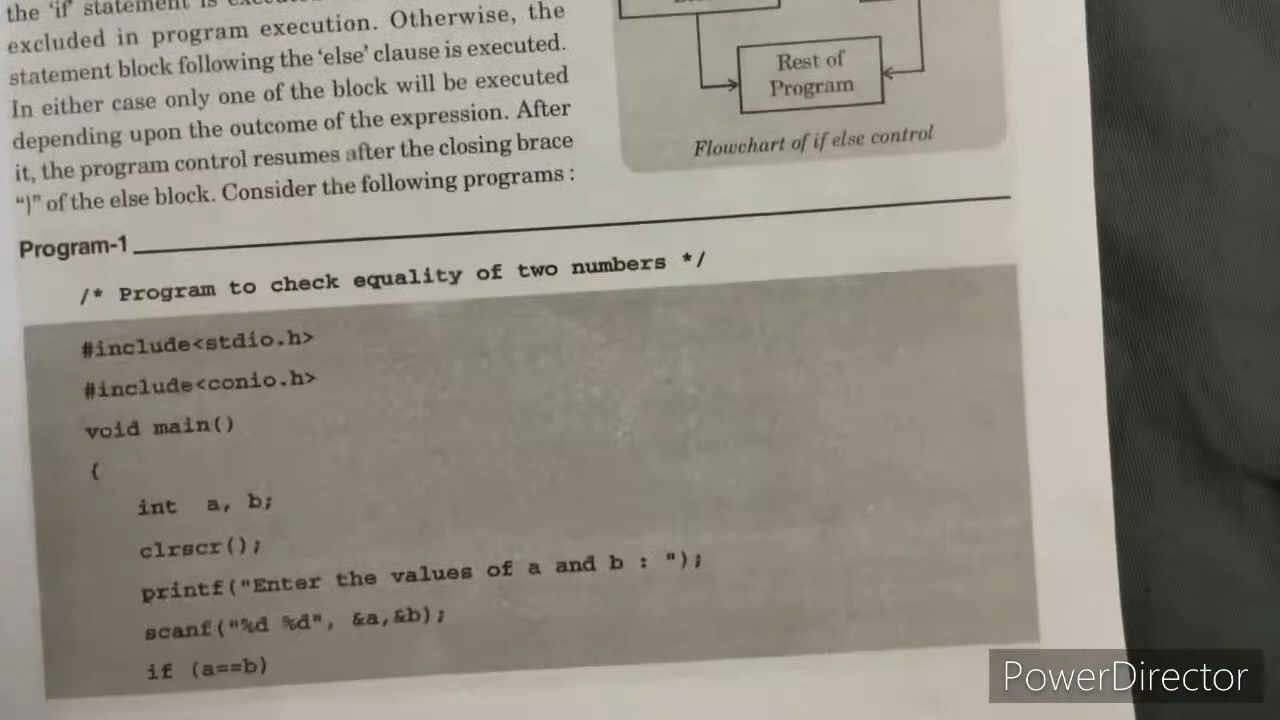 the 'if' statement is
excluded in program execution. Otherwise, the
statement block following the 'else' clause is executed.
In either case only one of the block will be executed
depending upon the outcome of the expression. After
it, the program control resumes after the closing brace
"}" of the else block. Consider the following programs :
Rest of
Program
Flowchart of if else control
Program-1
/* Program to check equality of two numbers */
#include<stdio.h>
#include<conio.h>
void main()
{
int a, b;
clrscr();
printf("Enter the values of a and b : ");
scanf("%d %d", &a,&b);
if (a==b)
PowerDirector